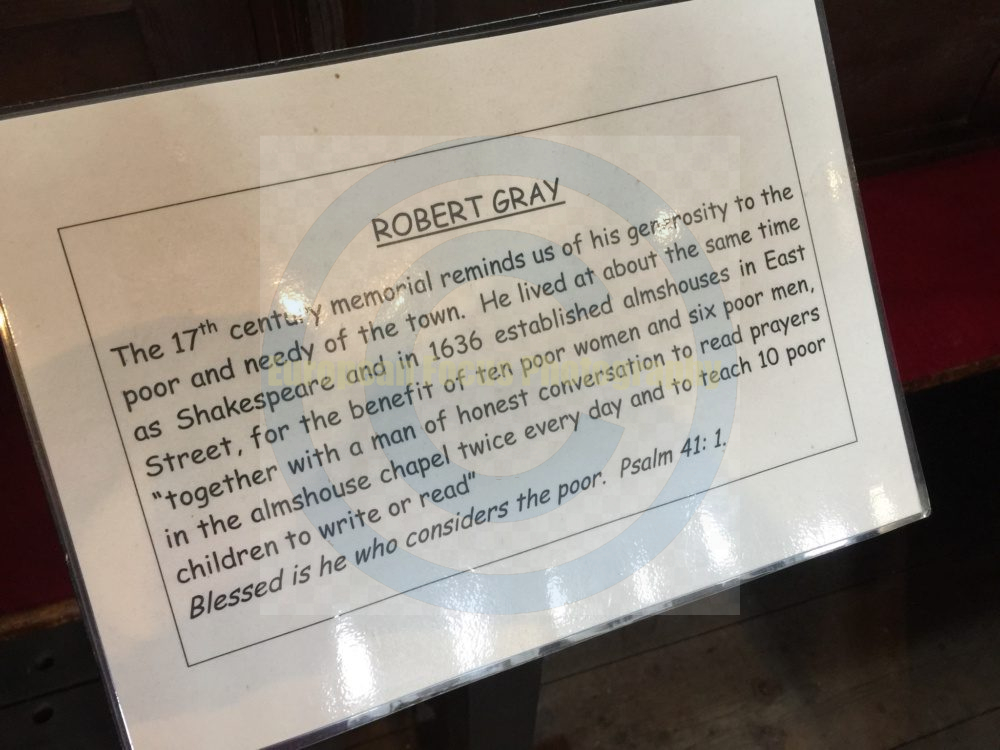 ROBERT GRAY
The 17th century memorial reminds us of his generosity to the
poor and needy of the town. He lived at about the same time
as Shakespeare and in 1636 established almshouses in East
Street, for the benefit of ten poor women and six poor men,
“together with a man of honest conversation to read prayers
in the almshouse chapel twice every day and to teach 10 poor
children to write or read”
Blessed is he who considers the poor. Psalm 41: 1.
European Focus Photography